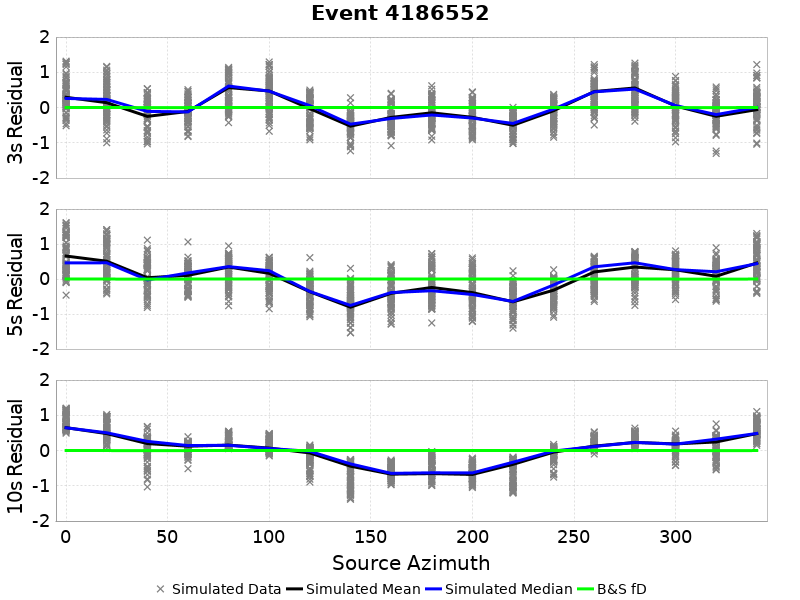 Event 4186552
2
1
0
-1
-2
3s Residual
2
1
0
-1
-2
5s Residual
2
1
0
-1
-2
10s Residual
0 50 100 150 200 250 300
Source Azimuth
Simulated Data Simulated Mean Simulated Median B&S fD